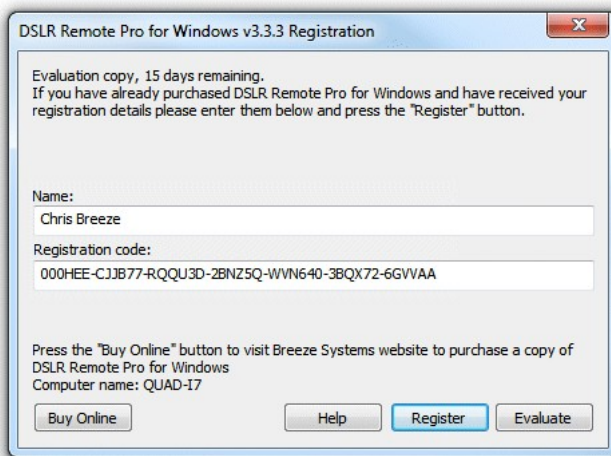 DSLR Remote Pro for Windows v3.3.3 Registration
Evaluation copy, 15 days remaining.
If you have already purchased DSLR Remote Pro for Windows and have received your
registration details please enter them below and press the "Register" button.
Name:
Chris Breeze
Registration code:
000HEE-CJJB77-RQQU3D-2BNZ5Q-WVN640-3BQX72-6GVVAA
Press the "Buy Online" button to visit Breeze Systems website to purchase a copy of
DSLR Remote Pro for Windows
Computer name: QUAD-I7
Buy Online Help Register Evaluate